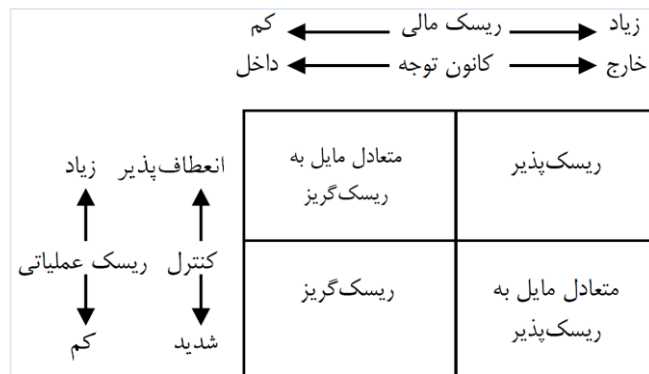 زیاد ریسک مالی کم
خارج کانون توجه داخل
ریسک‌پذیر
متعادل مایل به
ریسک‌گریز
انعطاف‌پذیر زیاد
کنترل ریسک عملیاتی
شدید کم
متعادل مایل به
ریسک‌پذیر
ریسک‌گریز